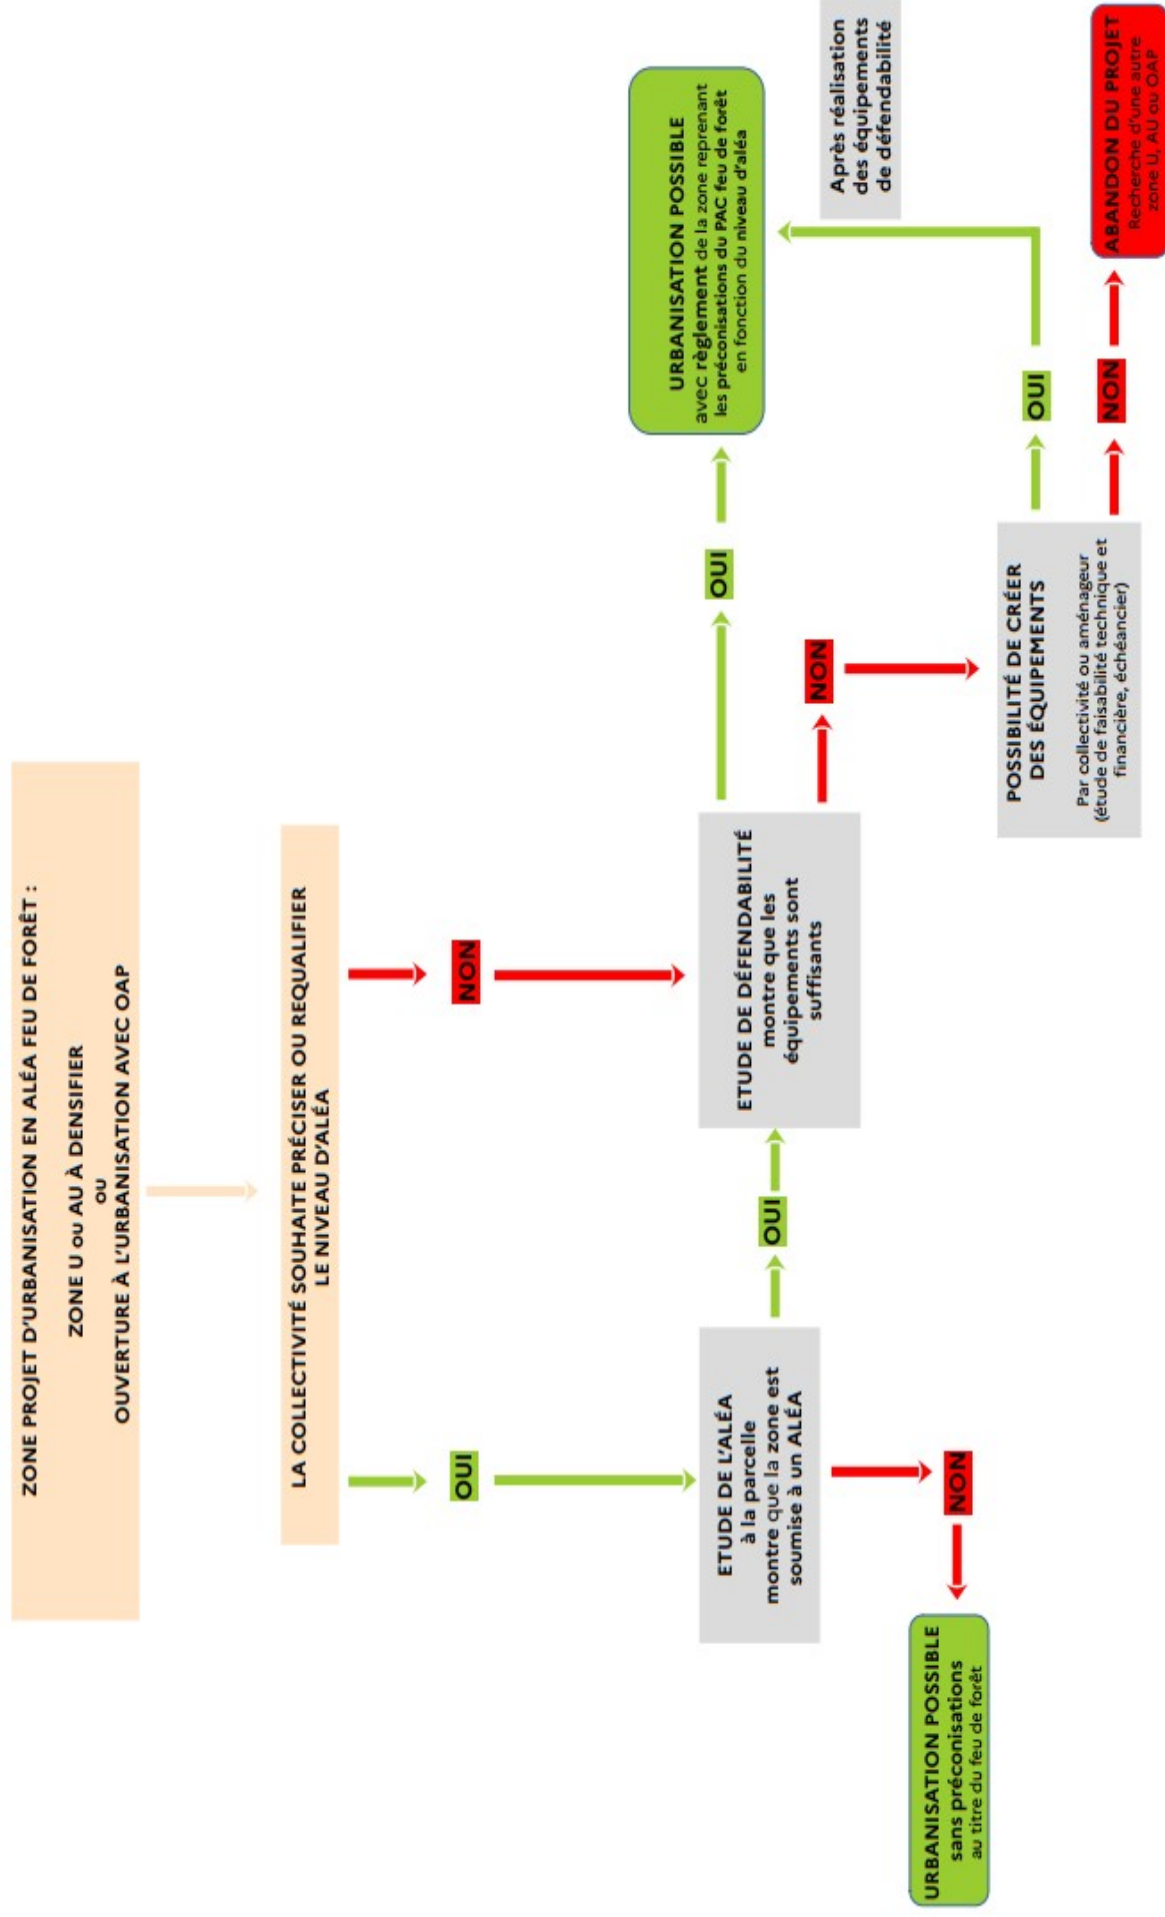 ZONE PROJET D'URBANISATION EN ALÉA FEU DE FORÊT :
ZONE U ou AU À DENSIFIER
OU
OUVERTURE À L'URBANISATION AVEC OAP
LA COLLECTIVITÉ SOUHAITE PRÉCISER OU REQUALIFIER
LE NIVEAU D'ALÉA
OUI
NON
ETUDE DE L'ALÉA
à la parcelle
montre que la zone est
soumise à un ALÉA
OUI
NON
URBANISATION POSSIBLE
sans préconisations
au titre du feu de forêt
ETUDE DE DÉFENDABILITÉ
montre que les
équipements sont
suffisants
OUI
NON
URBANISATION POSSIBLE
avec règlement de la zone reprenant
les préconisations du PAC feu de forêt
en fonction du niveau d'aléa
POSSIBILITÉ DE CRÉER
DES ÉQUIPEMENTS
Par collectivité ou aménageur
(étude de faisabilité technique et
financière, échéancier)
OUI
NON
Après réalisation
des équipements
de défendabilité
ABANDON DU PROJET
Recherche d'une autre
zone U, AU ou OAP